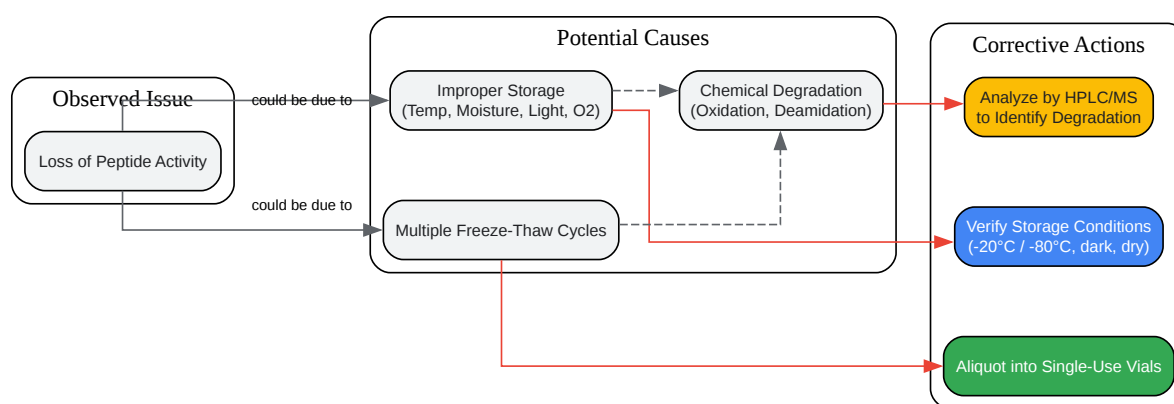 Observed Issue
Loss of Peptide Activity
could be due to
could be due to
Potential Causes
Improper Storage
(Temp, Moisture, Light, O2)
Chemical Degradation
(Oxidation, Deamidation)
Multiple Freeze-Thaw Cycles
Corrective Actions
Analyze by HPLC/MS
to Identify Degradation
Verify Storage Conditions
(-20°C / -80°C, dark, dry)
Aliquot into Single-Use Vials